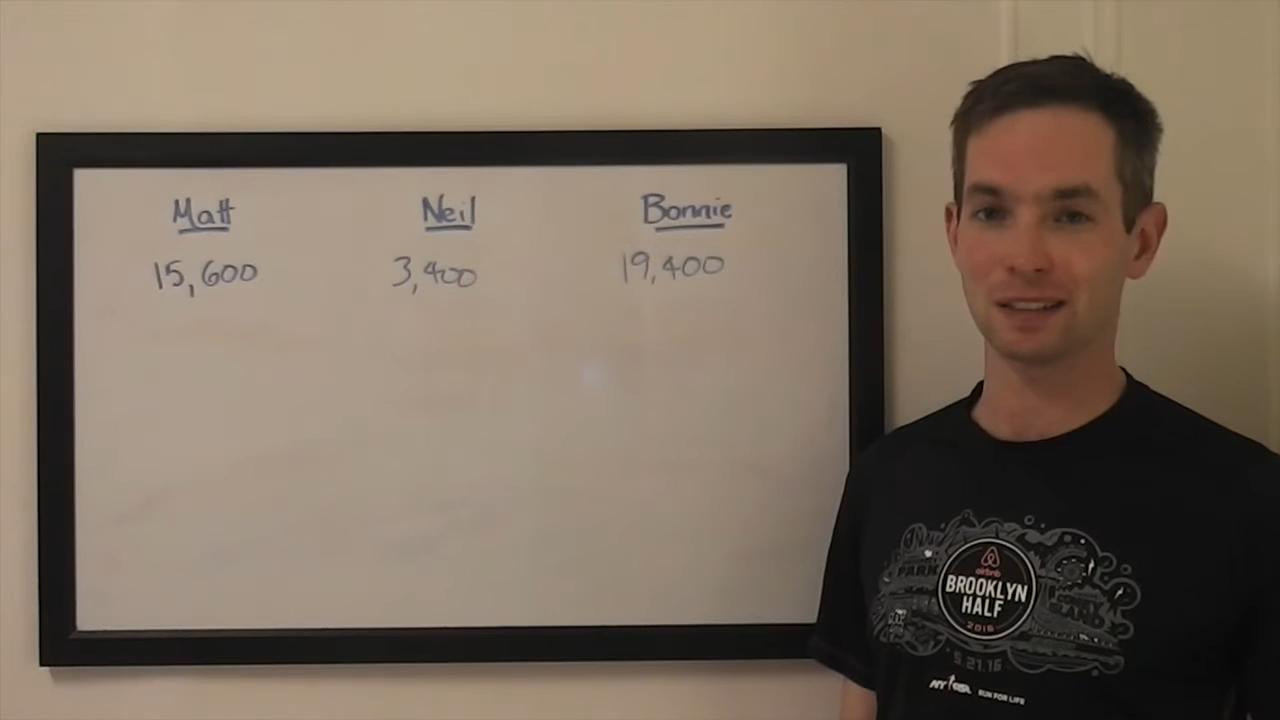 Matt Neil Bonnie
15,600 3,400 19,400
airbnb
BROOKLYN
HALF
2016
5.21.16
RUN FOR LIFE